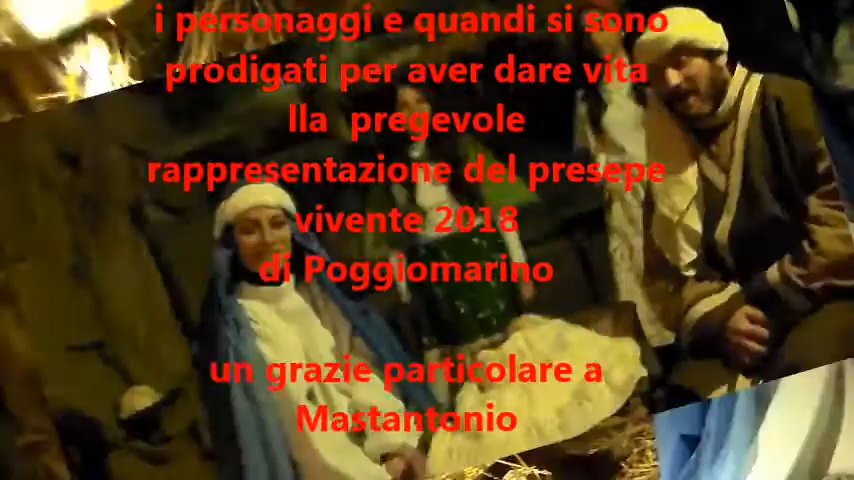 i personaggi e quandi si sono
prodigati per aver dare vita
lla pregevole
rappresentazione del presepe
vivente 2018
di Poggiomarino
un grazie particolare a
Mastantonio